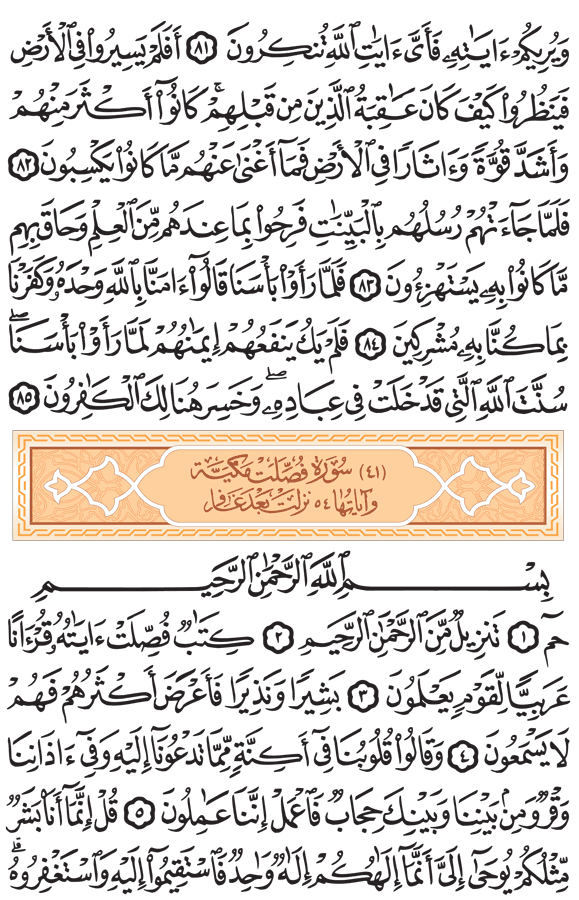 وَيُرِيكُمْ ءَايَـٰتِهِۦ فَأَىَّ ءَايَـٰتِ ٱللَّهِ تُنكِرُونَ ٨١ أَفَلَمْ يَسِيرُوا۟ فِى ٱلْأَرْضِ
فَيَنظُرُوا۟ كَيْفَ كَانَ عَـٰقِبَةُ ٱلَّذِينَ مِن قَبْلِهِمْ ۚ كَانُوٓا۟ أَكْثَرَ مِنْهُمْ
وَأَشَدَّ قُوَّةً وَءَاثَارًا فِى ٱلْأَرْضِ فَمَآ أَغْنَىٰ عَنْهُم مَّا كَانُوا۟ يَكْسِبُونَ ٨٢
فَلَمَّا جَآءَتْهُمْ رُسُلُهُم بِٱلْبَيِّنَـٰتِ فَرِحُوا۟ بِمَا عِندَهُم مِّنَ ٱلْعِلْمِ وَحَاقَ بِهِم
مَّا كَانُوا۟ بِهِۦ يَسْتَهْزِءُونَ ٨٣ فَلَمَّا رَأَوْا۟ بَأْسَنَا قَالُوٓا۟ ءَامَنَّا بِٱللَّهِ وَحْدَهُۥ وَكَفَرْنَا
بِمَا كُنَّا بِهِۦ مُشْرِكِينَ ٨٤ فَلَمْ يَكُ يَنفَعُهُمْ إِيمَـٰنُهُمْ لَمَّا رَأَوْا۟ بَأْسَنَا ۖ
سُنَّتَ ٱللَّهِ ٱلَّتِى قَدْ خَلَتْ فِى عِبَادِهِۦ ۖ وَخَسِرَ هُنَالِكَ ٱلْكَـٰفِرُونَ ٨٥
(٤١) سُورَة فُصِّلَت مَكيَّة
وَآيَاتُهَا ٥٤ نَزَلَتْ بَعْدَ غَافِر
بِسْمِ ٱللَّهِ ٱلرَّحْمَـٰنِ ٱلرَّحِيمِ
حمٓ ١ تَنزِيلٌ مِّنَ ٱلرَّحْمَـٰنِ ٱلرَّحِيمِ ٢ كِتَـٰبٌ فُصِّلَتْ ءَايَـٰتُهُۥ قُرْءَانًا
عَرَبِيًّا لِّقَوْمٍ يَعْلَمُونَ ٣ بَشِيرًا وَنَذِيرًا فَأَعْرَضَ أَكْثَرُهُمْ فَهُمْ
لَا يَسْمَعُونَ ٤ وَقَالُوا۟ قُلُوبُنَا فِىٓ أَكِنَّةٍ مِّمَّا تَدْعُونَآ إِلَيْهِ وَفِىٓ ءَاذَانِنَا
وَقْرٌ وَمِنۢ بَيْنِنَا وَبَيْنِكَ حِجَابٌ فَٱعْمَلْ إِنَّنَا عَـٰمِلُونَ ٥ قُلْ إِنَّمَآ أَنَا۠ بَشَرٌ
مِّثْلُكُمْ يُوحَىٰٓ إِلَىَّ أَنَّمَآ إِلَـٰهُكُمْ إِلَـٰهٌ وَٰحِدٌ فَٱسْتَقِيمُوٓا۟ إِلَيْهِ وَٱسْتَغْفِرُوهُ ۗ